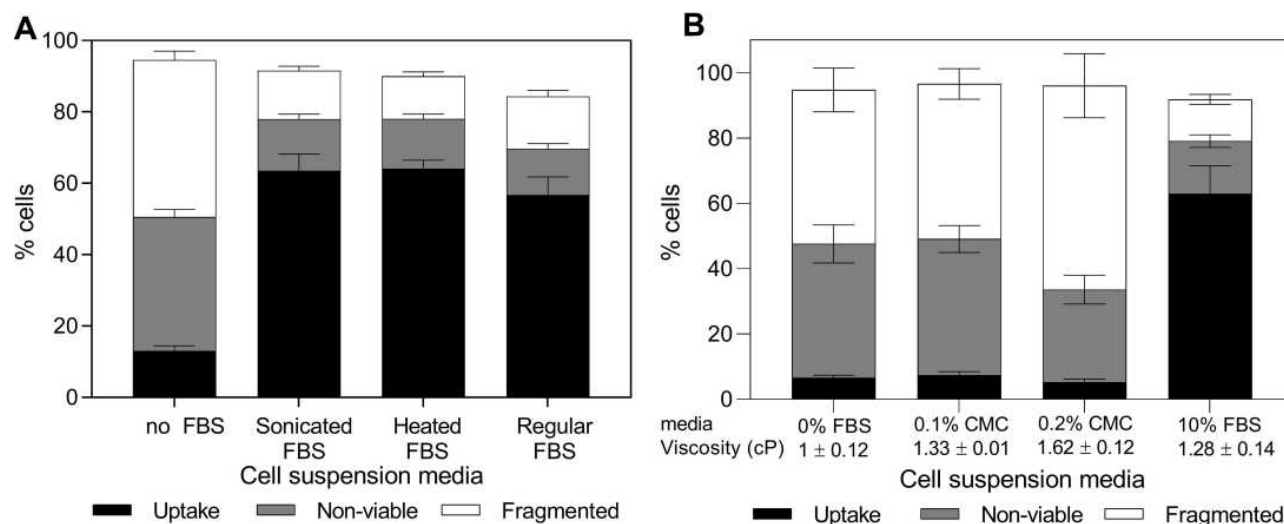 A
100
80
60
40
20
0
% cells
no FBS
Sonicated FBS
Heated FBS
Regular FBS
Cell suspension media
Uptake
Non-viable
Fragmented
B
100
80
60
40
20
0
% cells
media 0% FBS 0.1% CMC 0.2% CMC 10% FBS
Viscosity (cP) 1 ± 0.12 1.33 ± 0.01 1.62 ± 0.12 1.28 ± 0.14
Cell suspension media
Uptake
Non-viable
Fragmented